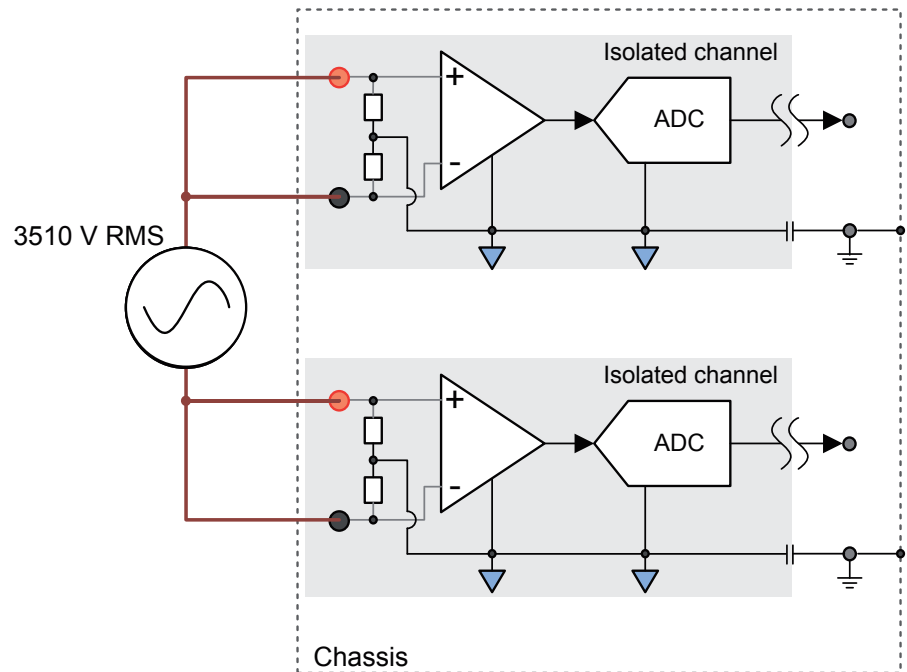 Isolated channel
+
-
ADC
3510 V RMS
Isolated channel
+
-
ADC
Chassis